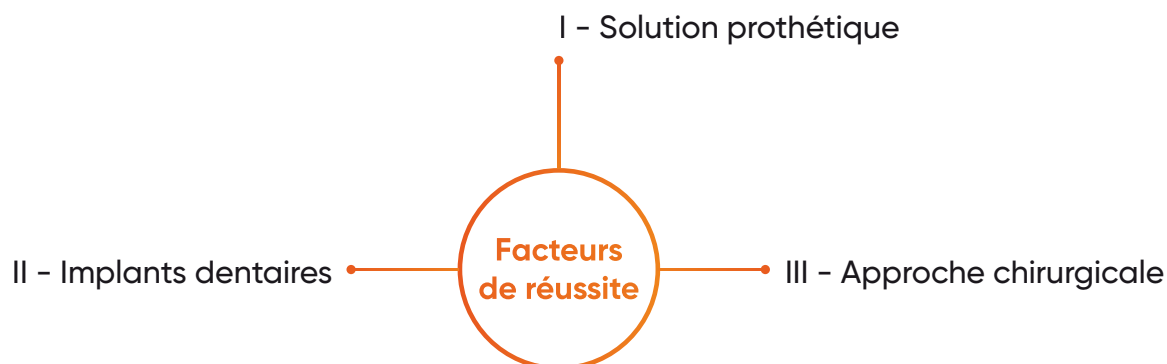 I - Solution prothétique
Facteurs
de réussite
II - Implants dentaires
III - Approche chirurgicale